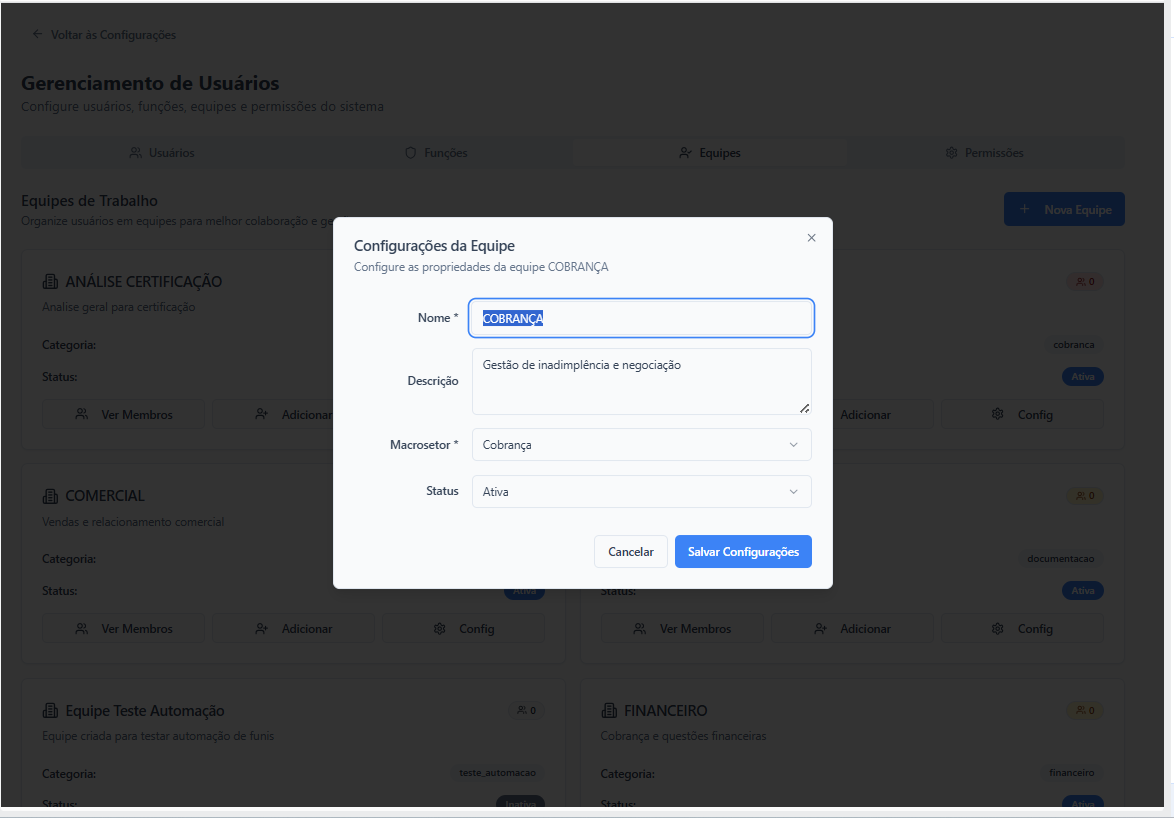 Voltar ás Configurações
Gerenciamento de Usuários
Configure usuários, funções, equipes e permissões do sistema
Usuários
Funções
Equipes
Permissões
Equipes de Trabalho
Organize usuários em equipes para melhor colaboração e ge
Nova Equipe
Configurações da Equipe
Configure as propriedades da equipe COBRANÇA
Nome *
COBRANÇA
Descrição
Gestão de inadimplência e negociação
Macrosetor *
Cobrança
Status
Ativa
Cancelar
Salvar Configurações
ANÁLISE CERTIFICAÇÃO
Analise geral para certificação
Categoria:
Status:
Ver Membros
Adicionar
0
cobranca
Ativa
Adicionar
Config
COMERCIAL
Vendas e relacionamento comercial
Categoria:
Status:
Ativa
Ver Membros
Adicionar
Config
0
documentacao
Status:
Ativa
Ver Membros
Adicionar
Config
Equipe Teste Automação
0
Equipe criada para testar automação de funis
Categoria:
teste_automacao
Status:
Inativa
FINANCEIRO
0
Cobrança e questões financeiras
Categoria:
financeiro
Status:
Ativa